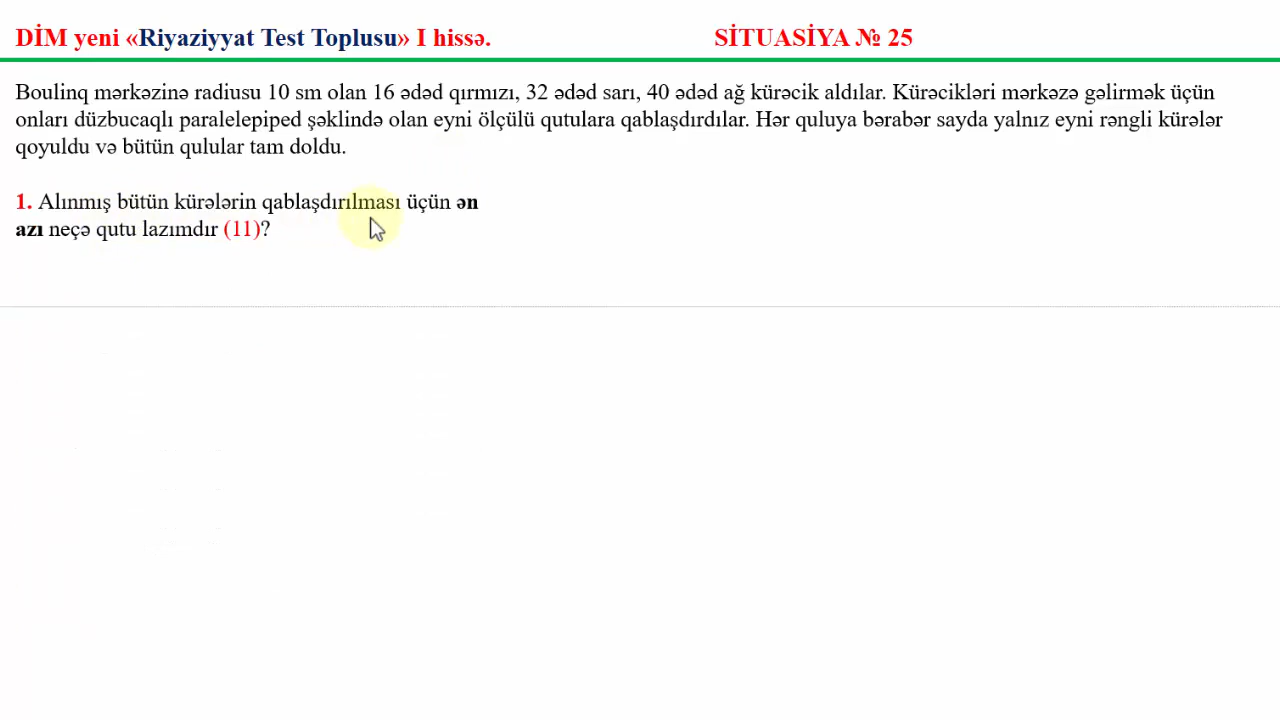 DİM yeni «Riyaziyyat Test Toplusu» I hissə. SİTUASİYA № 25
Boulinq mərkəzinə radiusu 10 sm olan 16 ədəd qırmızı, 32 ədəd sarı, 40 ədəd ağ kürəcik aldılar. Kürəcikləri mərkəzə gəlirmək üçün
onları düzbucaqlı paralelepiped şəklində olan eyni ölçülü qutulara qablaşdırdılar. Hər quluya bərabər sayda yalnız eyni rəngli kürələr
qoyuldu və bütün qulular tam doldu.
1. Alınmış bütün kürələrin qablaşdırılması üçün ən
azı neçə qutu lazımdır (11)?